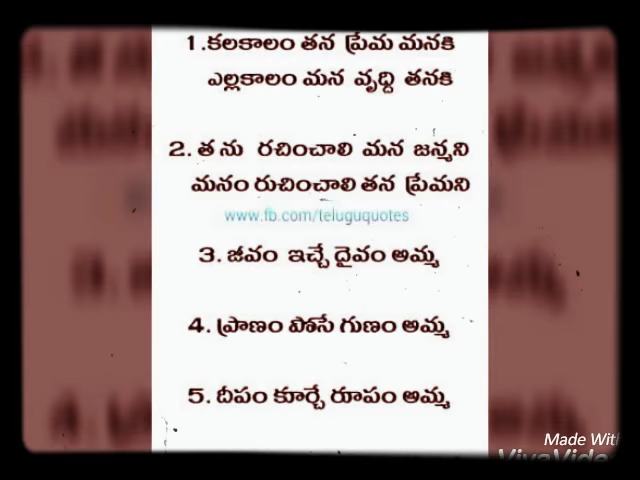 1.కలకాలం తన ప్రేమ మనకి
ఎల్లకాలం మన వృద్ధి తనకి
2. తను రచించాలి మన జన్మని
మనం రుచించాలి తన ప్రేమని
www.fb.com/teluguquotes
3. జీవం ఇచ్చే దైవం అమ్మ
4. ప్రాణం పోసే గుణం అమ్మ
5. దీపం కూర్చే రూపం అమ్మ
Made With
VivaVideo